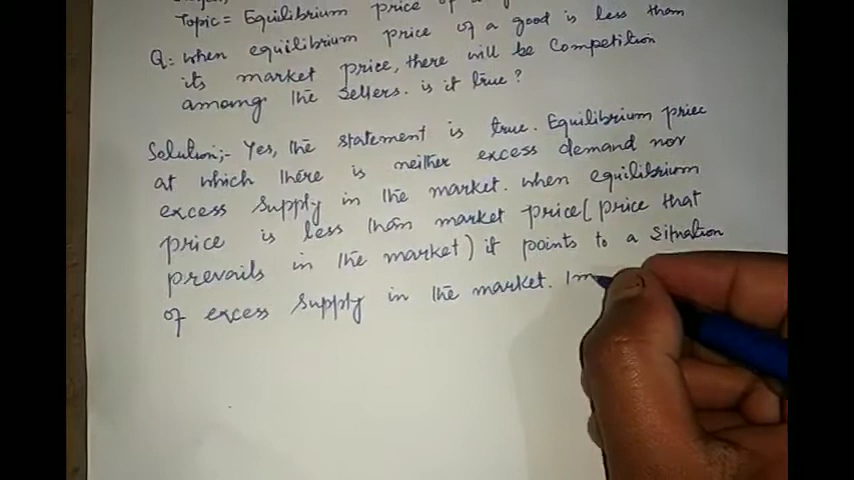 Topic = Equilibrium price of a
Q: when equilibrium price of a good is less than
its market price, there will be competition
among the sellers. is it true?
Solution;- Yes, the statement is true. Equilibrium price
at which there is neither excess demand nor
excess supply in the market. when equilibrium
price is less than market price (price that
prevails in the market) it points to a situation
of excess supply in the market. Im